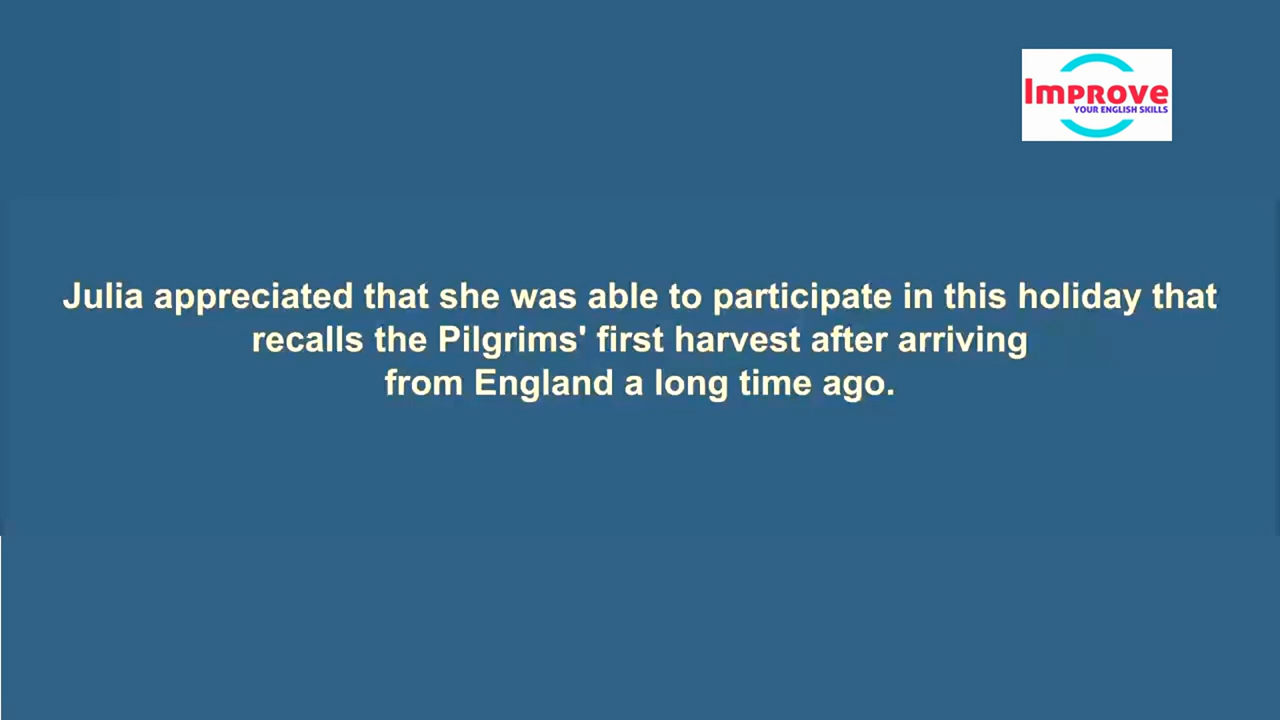 Improve
YOUR ENGLISH SKILLS
Julia appreciated that she was able to participate in this holiday that
recalls the Pilgrims' first harvest after arriving
from England a long time ago.